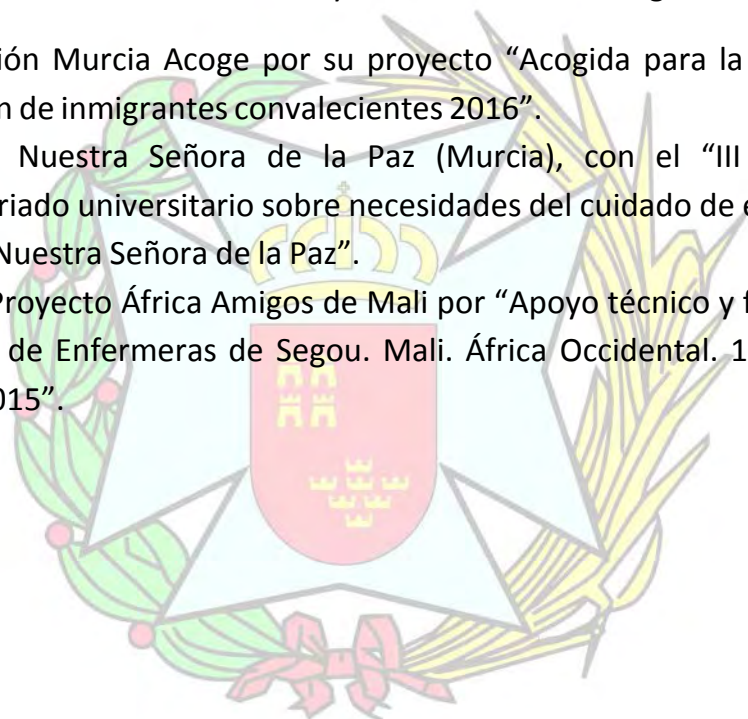 ión Murcia Acoge por su proyecto “Acogida para la
n de inmigrantes convalecientes 2016”.
Nuestra Señora de la Paz (Murcia), con el “III
riado universitario sobre necesidades del cuidado de e
Nuestra Señora de la Paz”.
Proyecto África Amigos de Mali por “Apoyo técnico y f
de Enfermeras de Segou. Mali. África Occidental. 1
015”.